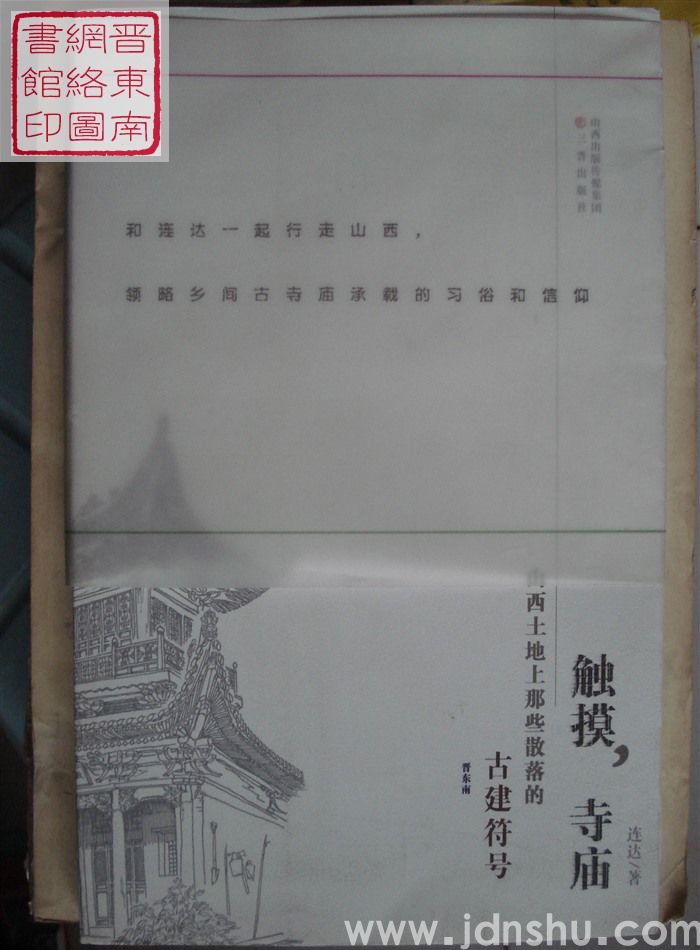 晋東南
網絡圖
書館印
山西出版传媒集团
三晋出版社
和连达一起行走山西，
领略乡间古寺庙承载的习俗和信仰
触摸，寺庙
连达/著
山西土地上那些散落的
古建符号
晋东南
www.jdnshu.com